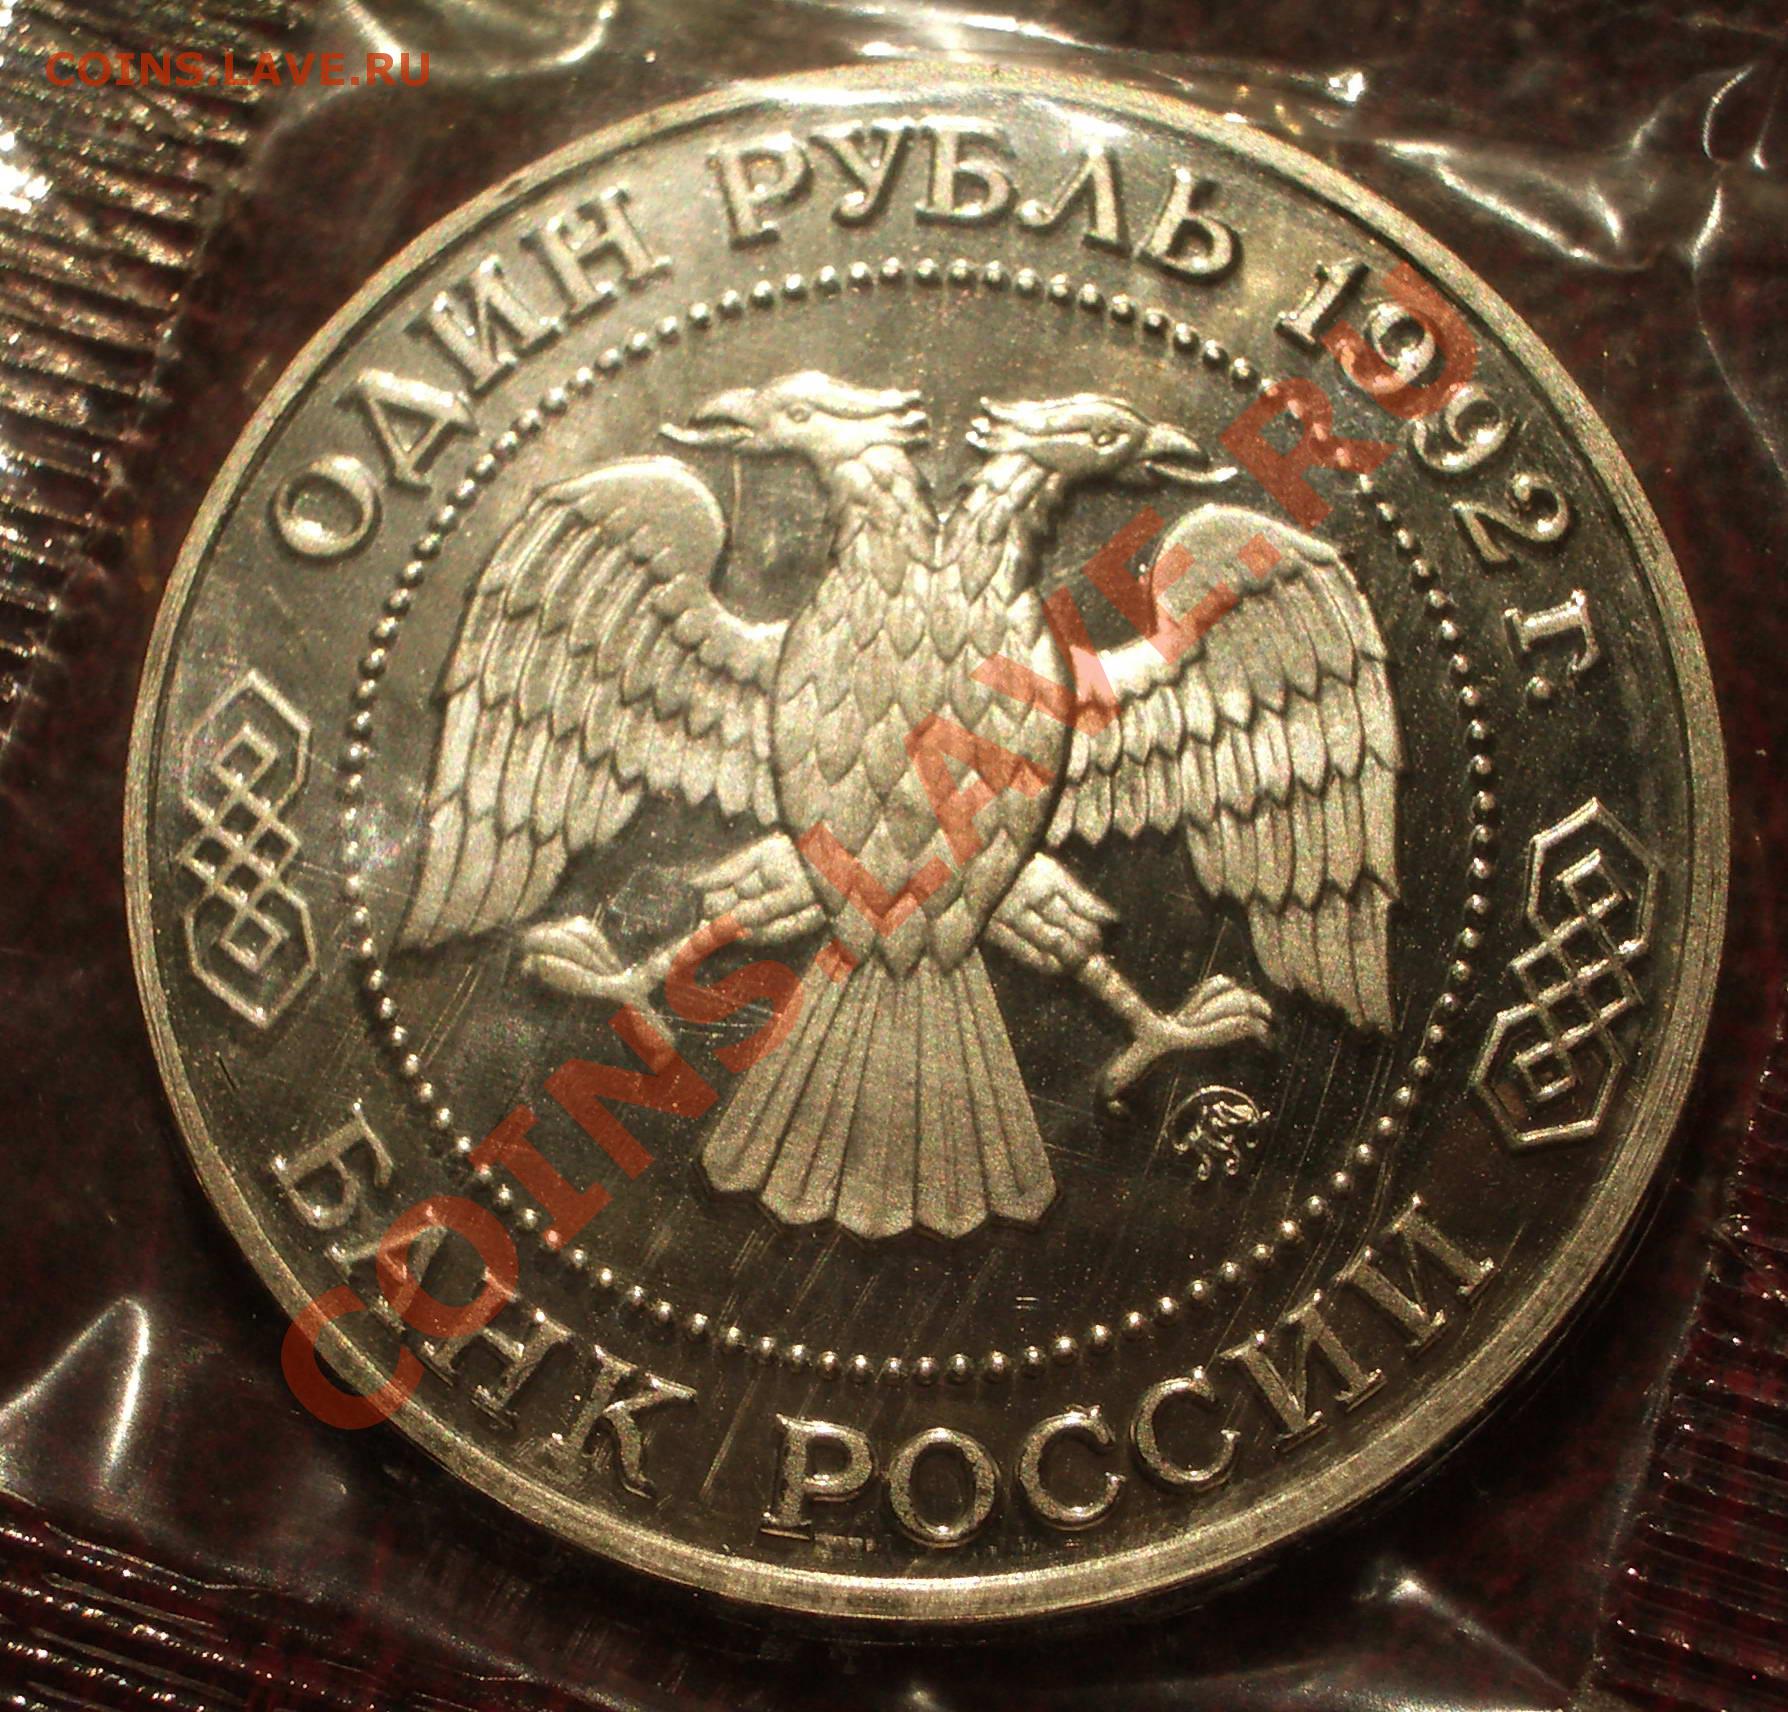 COINS.LAVE.RU
ОДИН РУБЛЬ 1992 Г.
БАНК РОССИИ
COINS.LAVE.RU